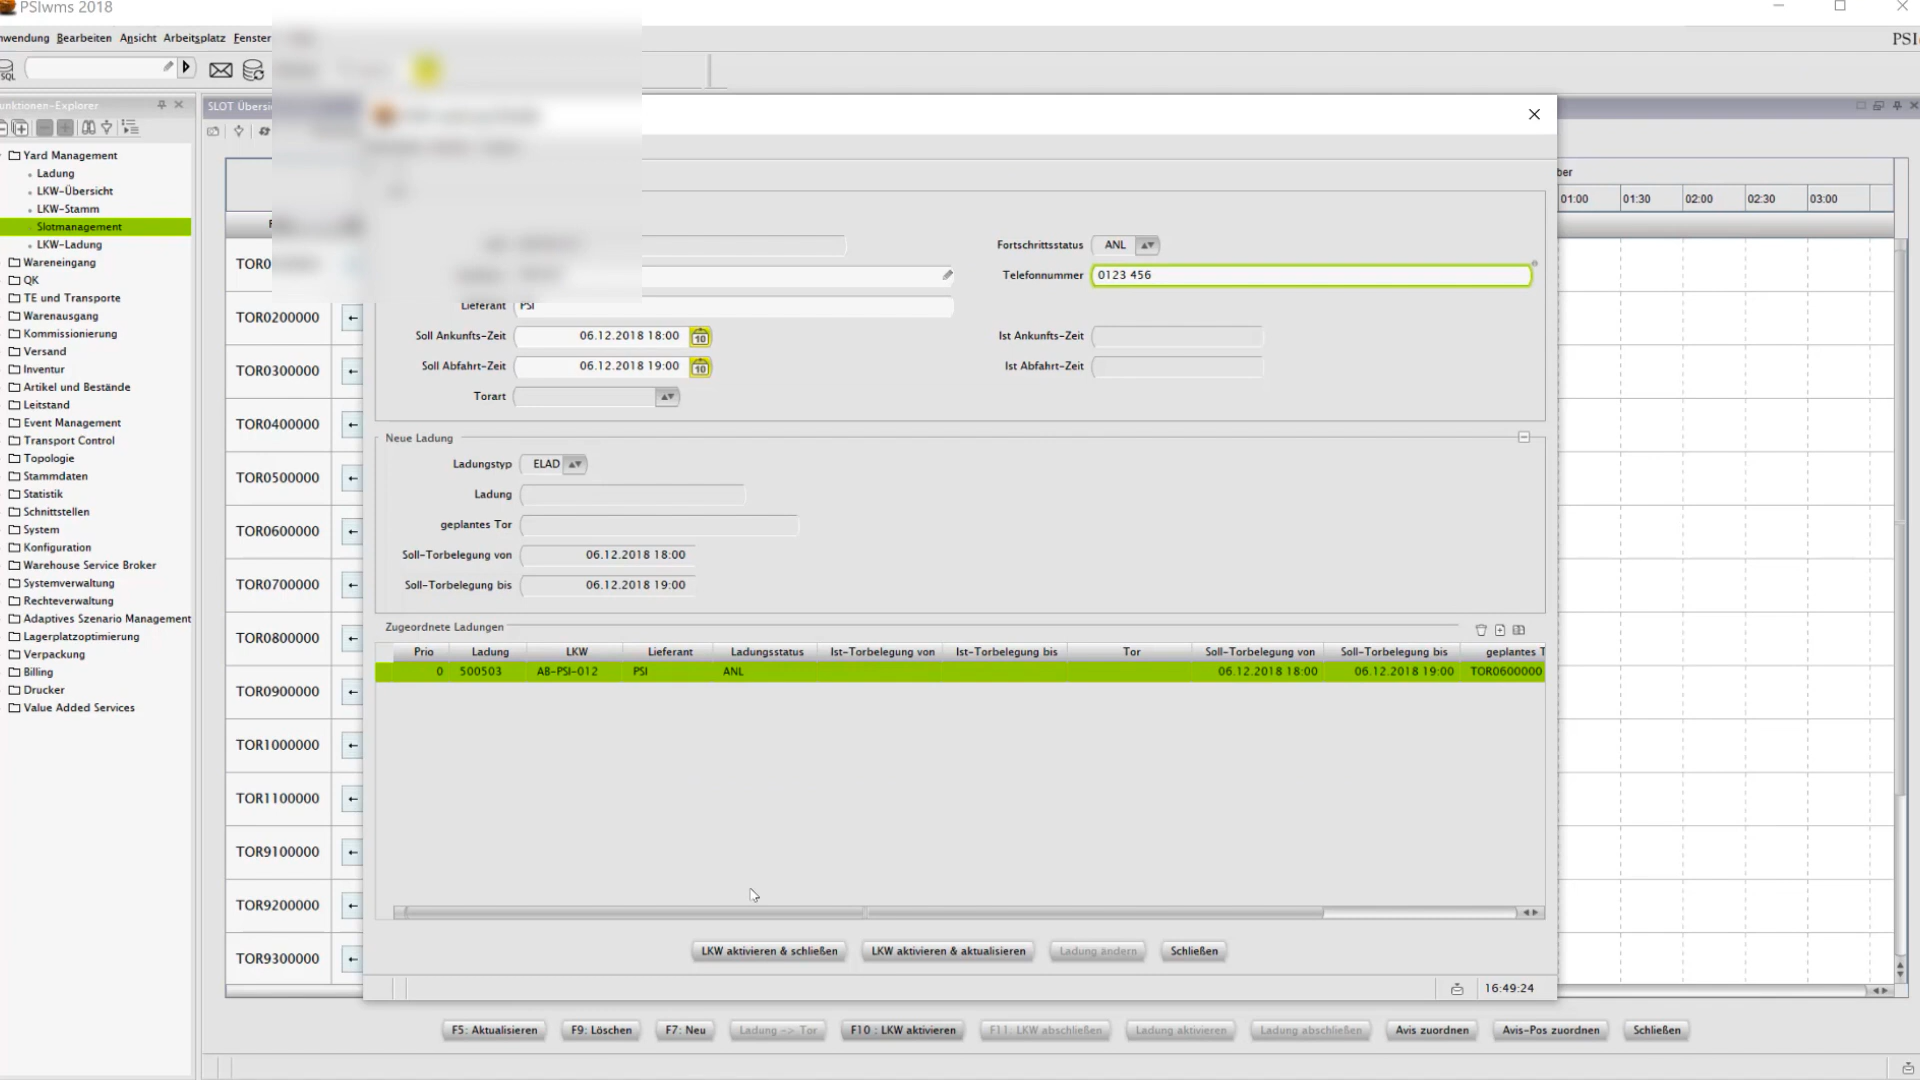 PSIwms 2018
nwendung Bearbeiten Ansicht Arbeitsplatz Fenster
PSI
SQL
unktionen-Explorer
SLOT Übersi
Yard Management
Ladung
LKW-Übersicht
LKW-Stamm
Slotmanagement
LKW-Ladung
Wareneingang
QK
TE und Transporte
Warenausgang
Kommissionierung
Versand
Inventur
Artikel und Bestände
Leitstand
Event Management
Transport Control
Topologie
Stammdaten
Statistik
Schnittstellen
System
Konfiguration
Warehouse Service Broker
Systemverwaltung
Rechteverwaltung
Adaptives Szenario Management
Lagerplatzoptimierung
Verpackung
Billing
Drucker
Value Added Services
TOR0
TOR0200000
TOR0300000
TOR0400000
TOR0500000
TOR0600000
TOR0700000
TOR0800000
TOR0900000
TOR1000000
TOR1100000
TOR9100000
TOR9200000
TOR9300000
ber
01:00 01:30 02:00 02:30 03:00
Fortschrittsstatus ANL
Telefonnummer 0123 456
Lieferant PSI
Soll Ankunfts-Zeit 06.12.2018 18:00 10 Ist Ankunfts-Zeit
Soll Abfahrt-Zeit 06.12.2018 19:00 10 Ist Abfahrt-Zeit
Torart
Neue Ladung
Ladungstyp ELAD
Ladung
geplantes Tor
Soll-Torbelegung von 06.12.2018 18:00
Soll-Torbelegung bis 06.12.2018 19:00
Zugeordnete Ladungen
Prio Ladung LKW Lieferant Ladungsstatus Ist-Torbelegung von Ist-Torbelegung bis Tor Soll-Torbelegung von Soll-Torbelegung bis geplantes T
0 500503 AB-PSI-012 PSI ANL 06.12.2018 18:00 06.12.2018 19:00 TOR0600000
LKW aktivieren & schließen LKW aktivieren & aktualisieren Ladung ändern Schließen
16:49:24
F5: Aktualisieren F9: Löschen F7: Neu Ladung -> Tor F10 : LKW aktivieren F11: LKW abschließen Ladung aktivieren Ladung abschließen Avis zuordnen Avis-Pos zuordnen Schließen